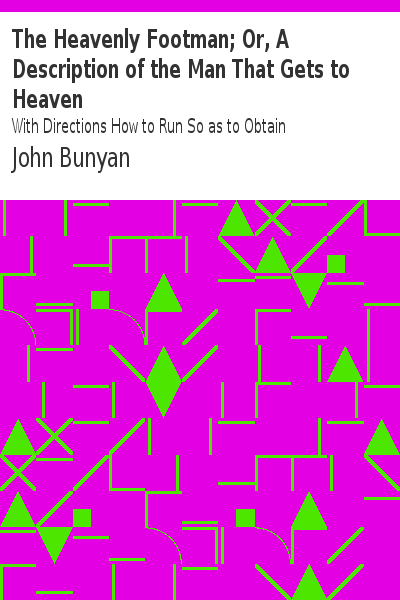 The Heavenly Footman; Or, A
Description of the Man That Gets to
Heaven
With Directions How to Run So as to Obtain
John Bunyan